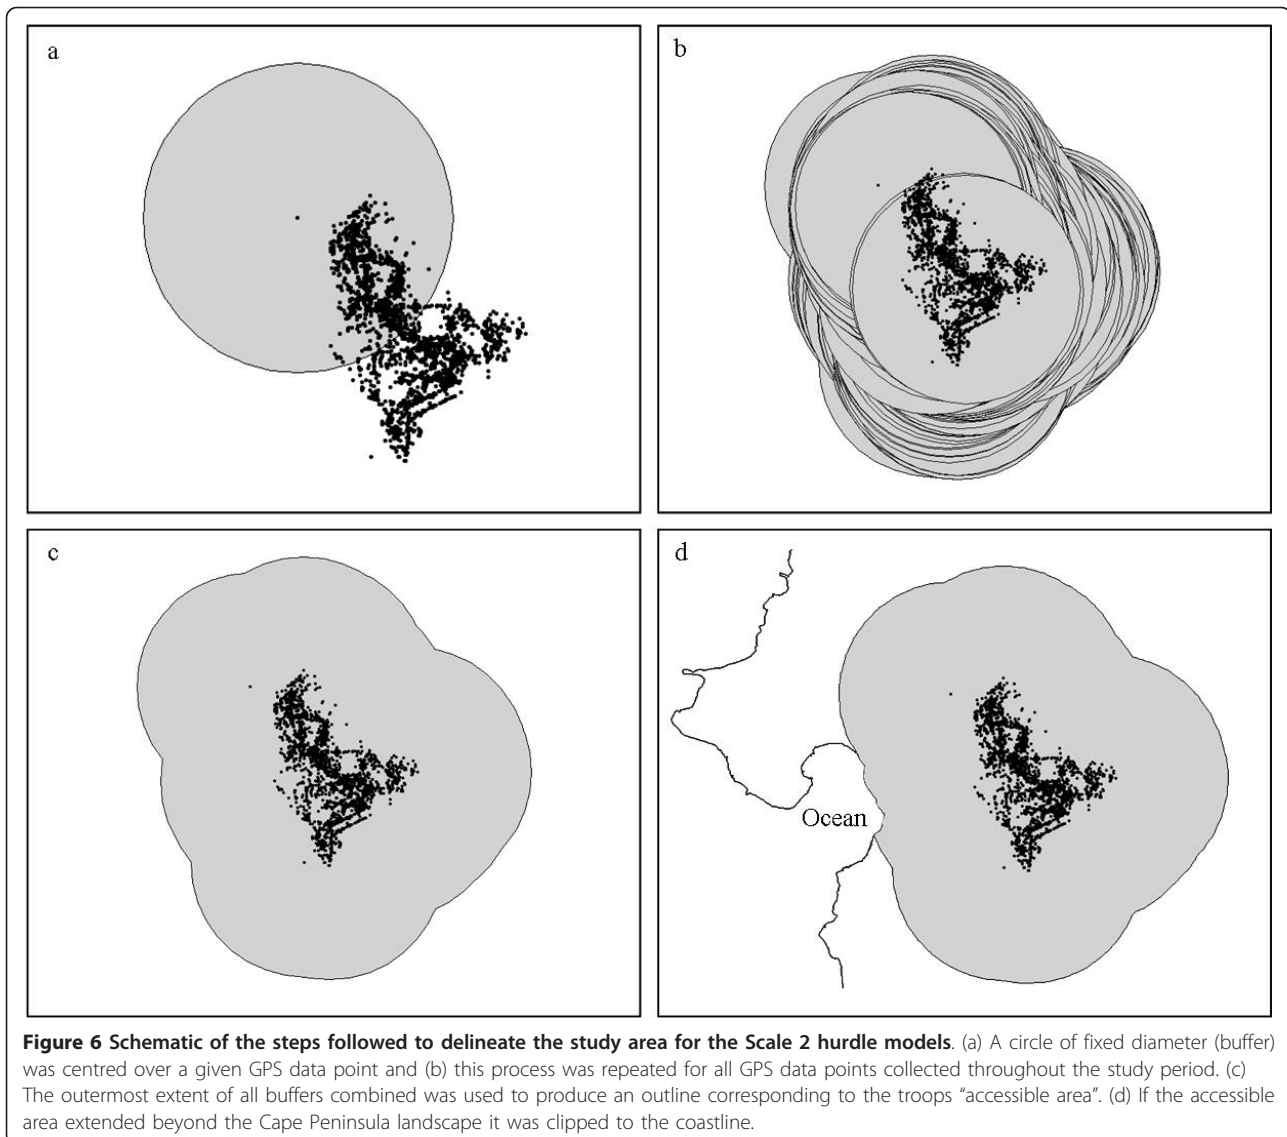 a
b
c
d
Ocean
Figure 6 Schematic of the steps followed to delineate the study area for the Scale 2 hurdle models. (a) A circle of fixed diameter (buffer)
was centred over a given GPS data point and (b) this process was repeated for all GPS data points collected throughout the study period. (c)
The outermost extent of all buffers combined was used to produce an outline corresponding to the troops “accessible area”. (d) If the accessible
area extended beyond the Cape Peninsula landscape it was clipped to the coastline.